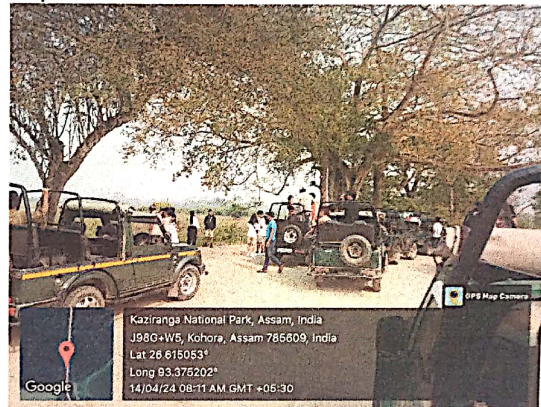 GPS Map Camera
Kaziranga National Park, Assam, India
J98G+W5, Kohora, Assam 785609, India
Lat 26.615053°
Long 93.375202°
14/04/24 08:11 AM GMT +05:30
Google